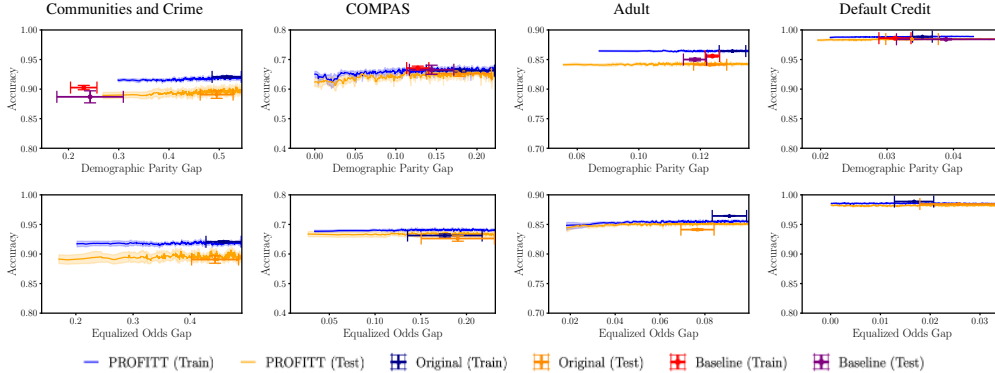 Communities and Crime
COMPAS
Adult
Default Credit
Accuracy
1.00
0.95
0.90
0.85
0.80
0.2 0.3 0.4 0.5
Demographic Parity Gap
Accuracy
0.8
0.7
0.6
0.5
0.4
0.00 0.05 0.10 0.15 0.20
Demographic Parity Gap
Accuracy
0.90
0.85
0.80
0.75
0.70
0.08 0.10 0.12
Demographic Parity Gap
Accuracy
1.00
0.95
0.90
0.85
0.80
0.02 0.03 0.04
Demographic Parity Gap
Accuracy
1.00
0.95
0.90
0.85
0.80
0.2 0.3 0.4
Equalized Odds Gap
Accuracy
0.8
0.7
0.6
0.5
0.4
0.05 0.10 0.15 0.20
Equalized Odds Gap
Accuracy
0.90
0.85
0.80
0.75
0.70
0.02 0.04 0.06 0.08
Equalized Odds Gap
Accuracy
1.00
0.95
0.90
0.85
0.80
0.00 0.01 0.02 0.03
Equalized Odds Gap
PROFITT (Train) PROFITT (Test) Original (Train) Original (Test) Baseline (Train) Baseline (Test)